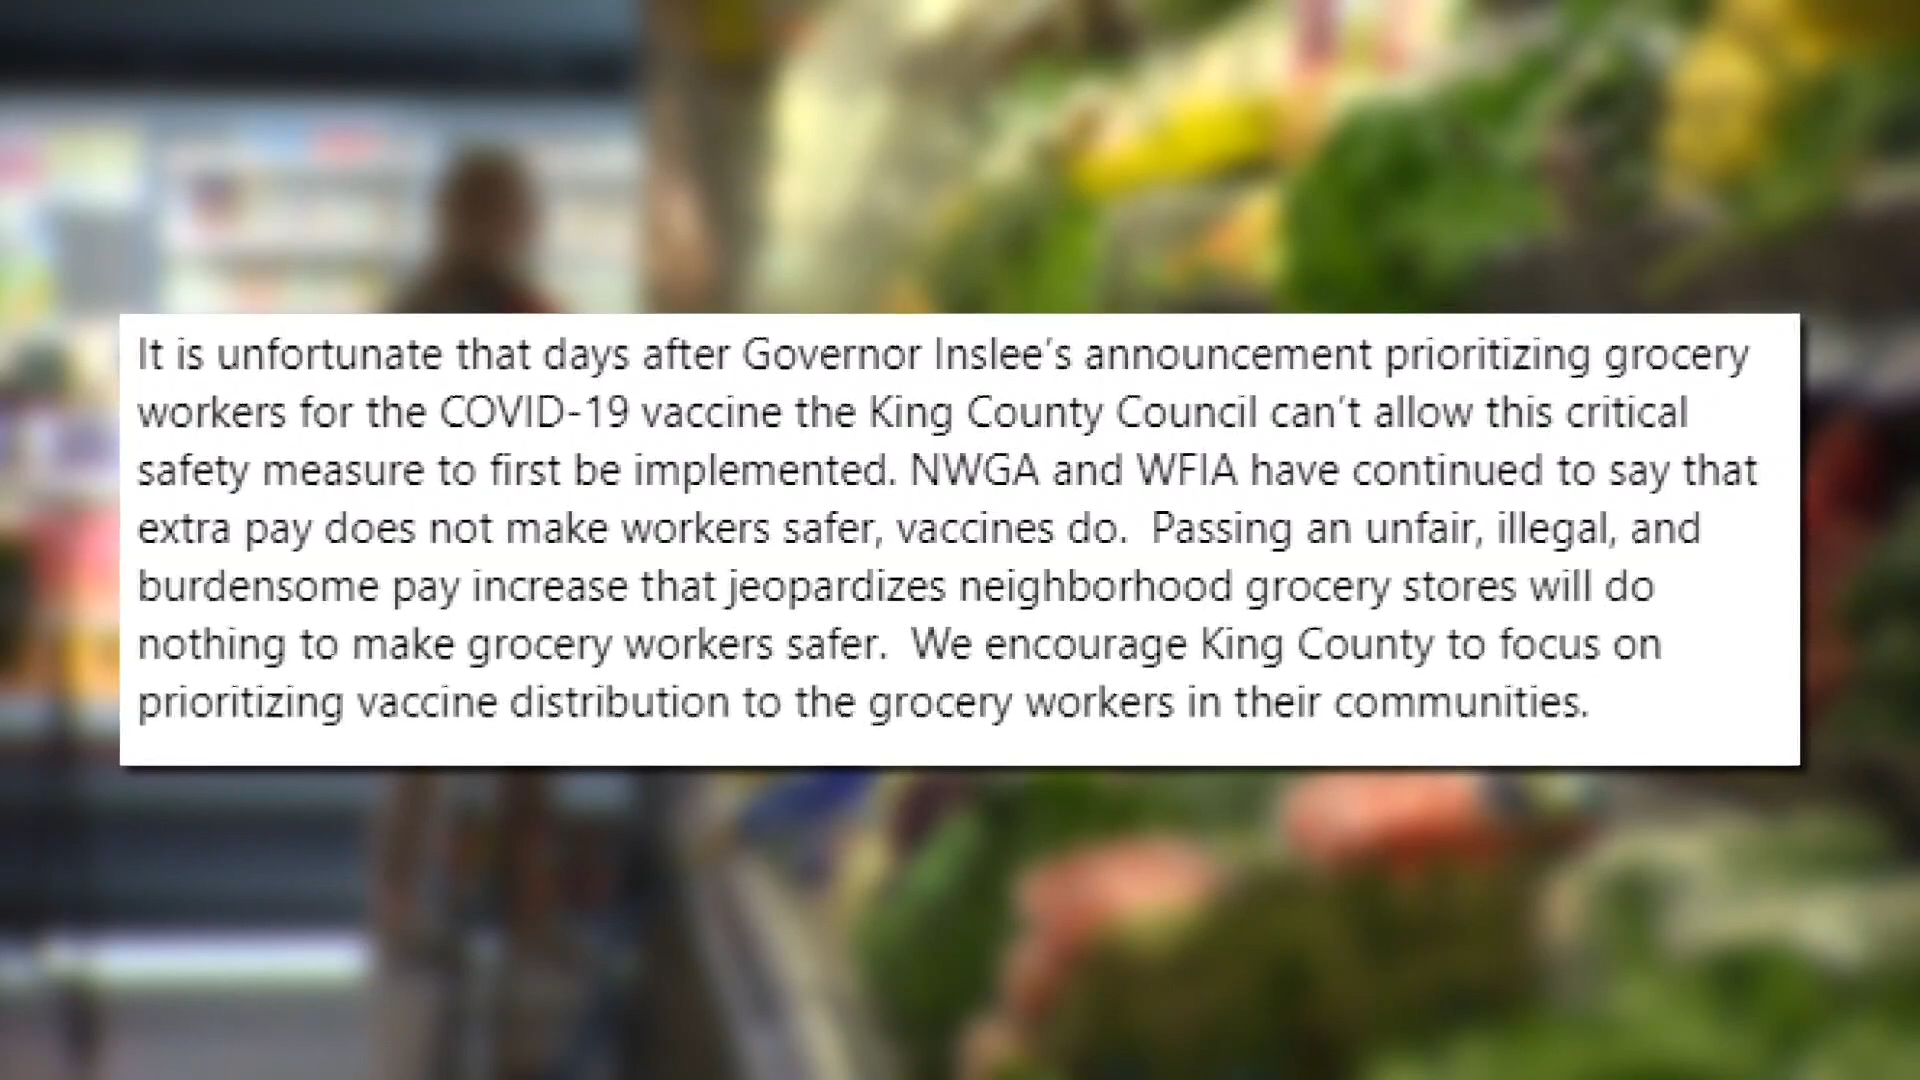 It is unfortunate that days after Governor Inslee’s announcement prioritizing grocery
workers for the COVID-19 vaccine the King County Council can’t allow this critical
safety measure to first be implemented. NWGA and WFIA have continued to say that
extra pay does not make workers safer, vaccines do.  Passing an unfair, illegal, and
burdensome pay increase that jeopardizes neighborhood grocery stores will do
nothing to make grocery workers safer.  We encourage King County to focus on
prioritizing vaccine distribution to the grocery workers in their communities.